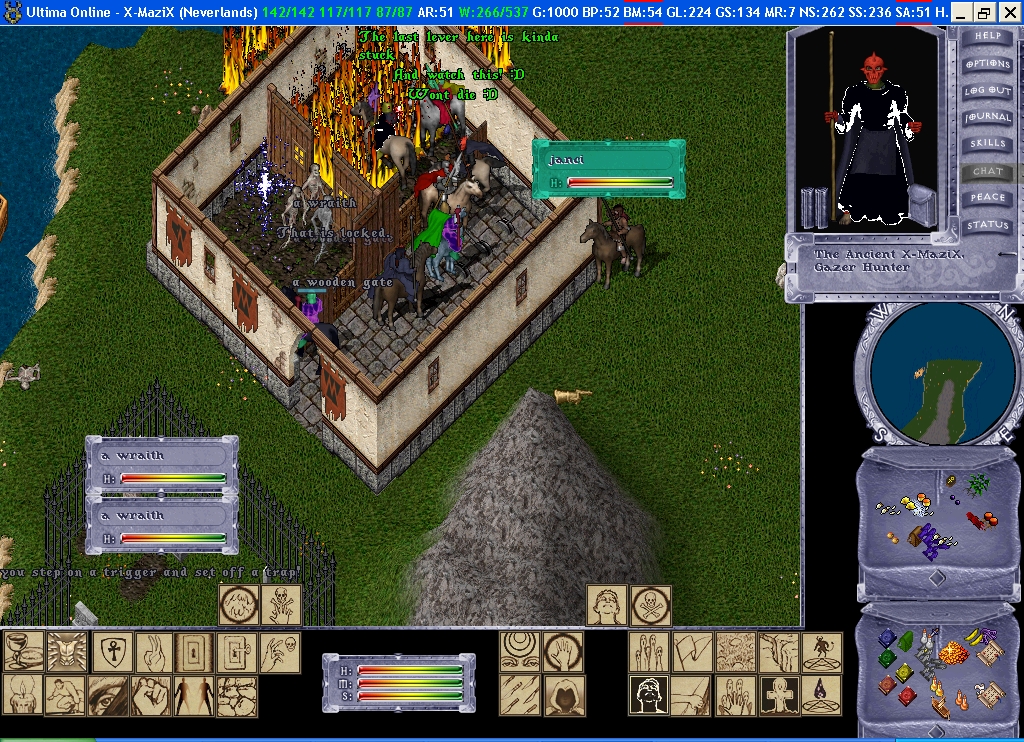 Ultima Online - X-MaziX (Neverlands) 142/142 117/117 87/87 AR:51 W:266/537 G:1000 BP:52 BM:54 GL:224 GS:134 MR:7 NS:262 SS:236 SA:51 H.
The last lever here is kinda
stuck
And watch this! :D
Wont die :D
HELP
OPTIONS
LOG OUT
JOURNAL
SKILLS
CHAT
PEACE
STATUS
janci
H:
a wraith
That is locked.
a wooden gate
a wooden gate
The Ancient X-MaziX,
Gazer Hunter
W
N
S
E
a wraith
H:
a wraith
H:
you step on a trigger and set off a trap!
H:
M:
S: